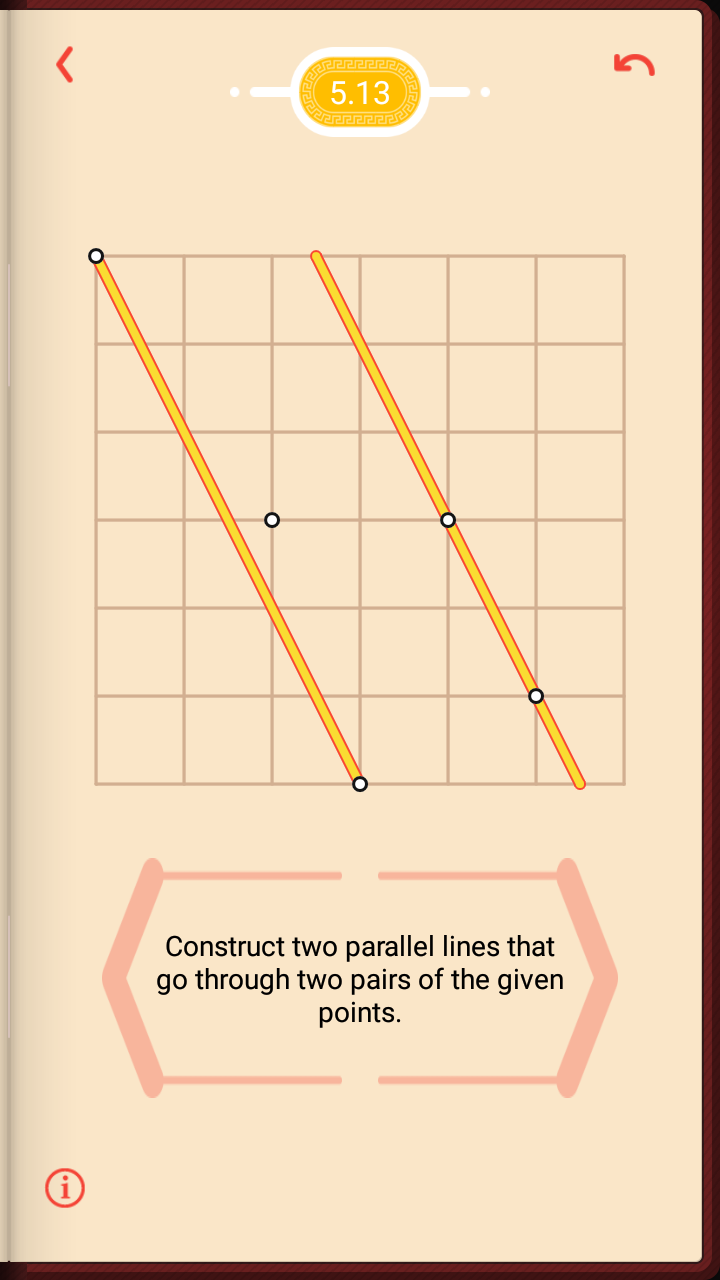 5.13
Construct two parallel lines that
go through two pairs of the given
points.
i